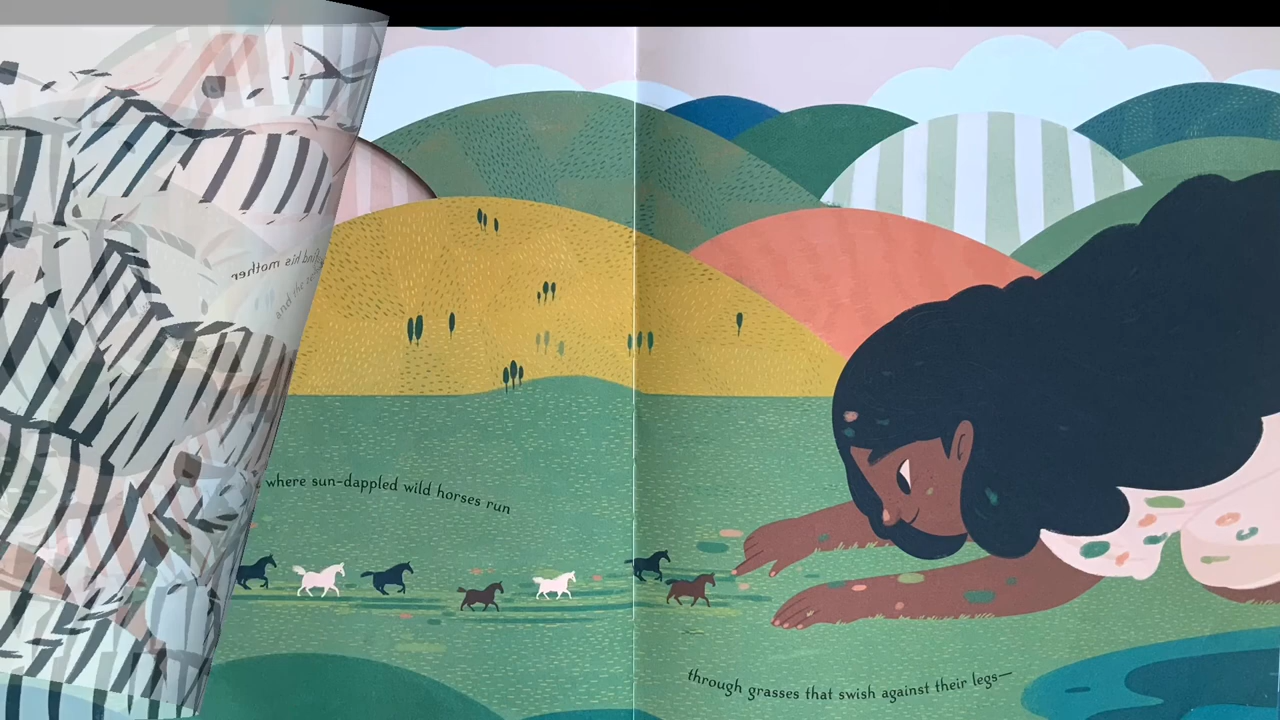 where sun-dappled wild horses run
through grasses that swish against their legs—